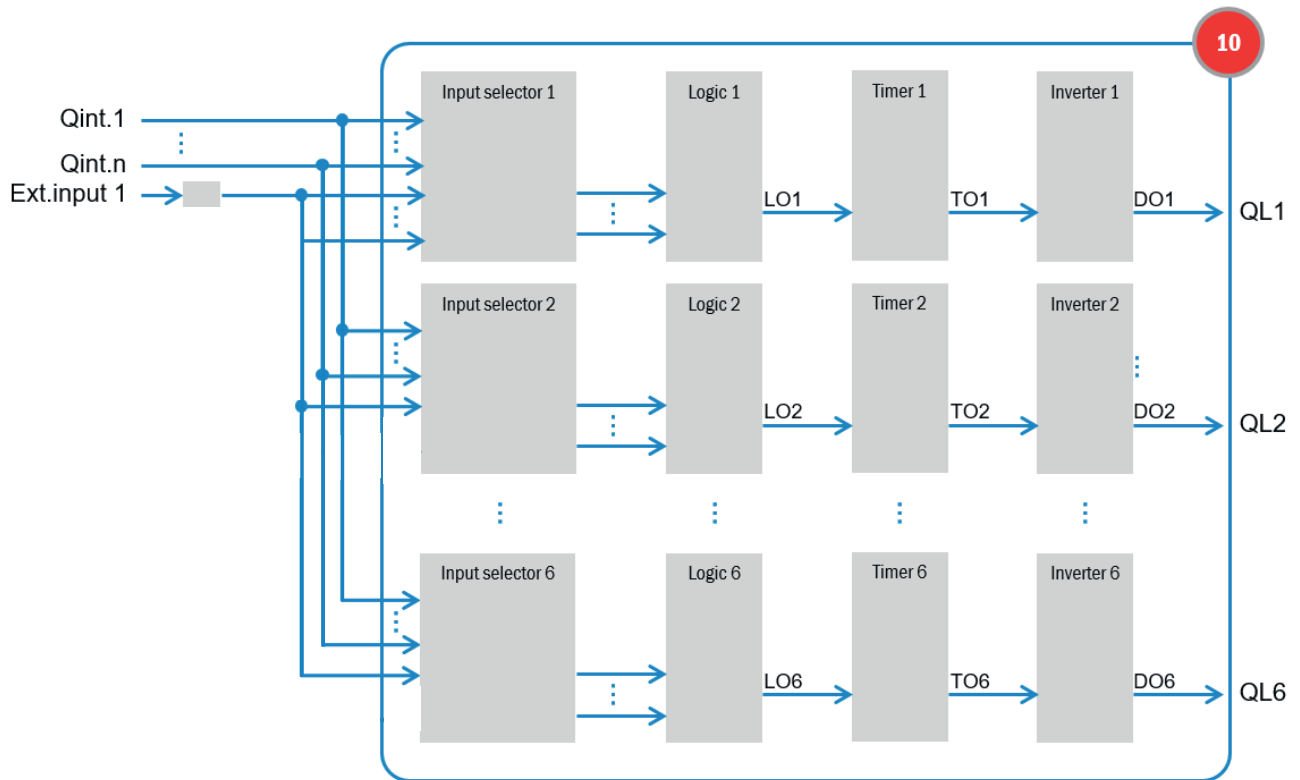 10
Input selector 1 Logic 1 Timer 1 Inverter 1
Qint.1
Qint.n
Ext.input 1
LO1 TO1 DO1 QL1
Input selector 2 Logic 2 Timer 2 Inverter 2
LO2 TO2 DO2 QL2
Input selector 6 Logic 6 Timer 6 Inverter 6
LO6 TO6 DO6 QL6